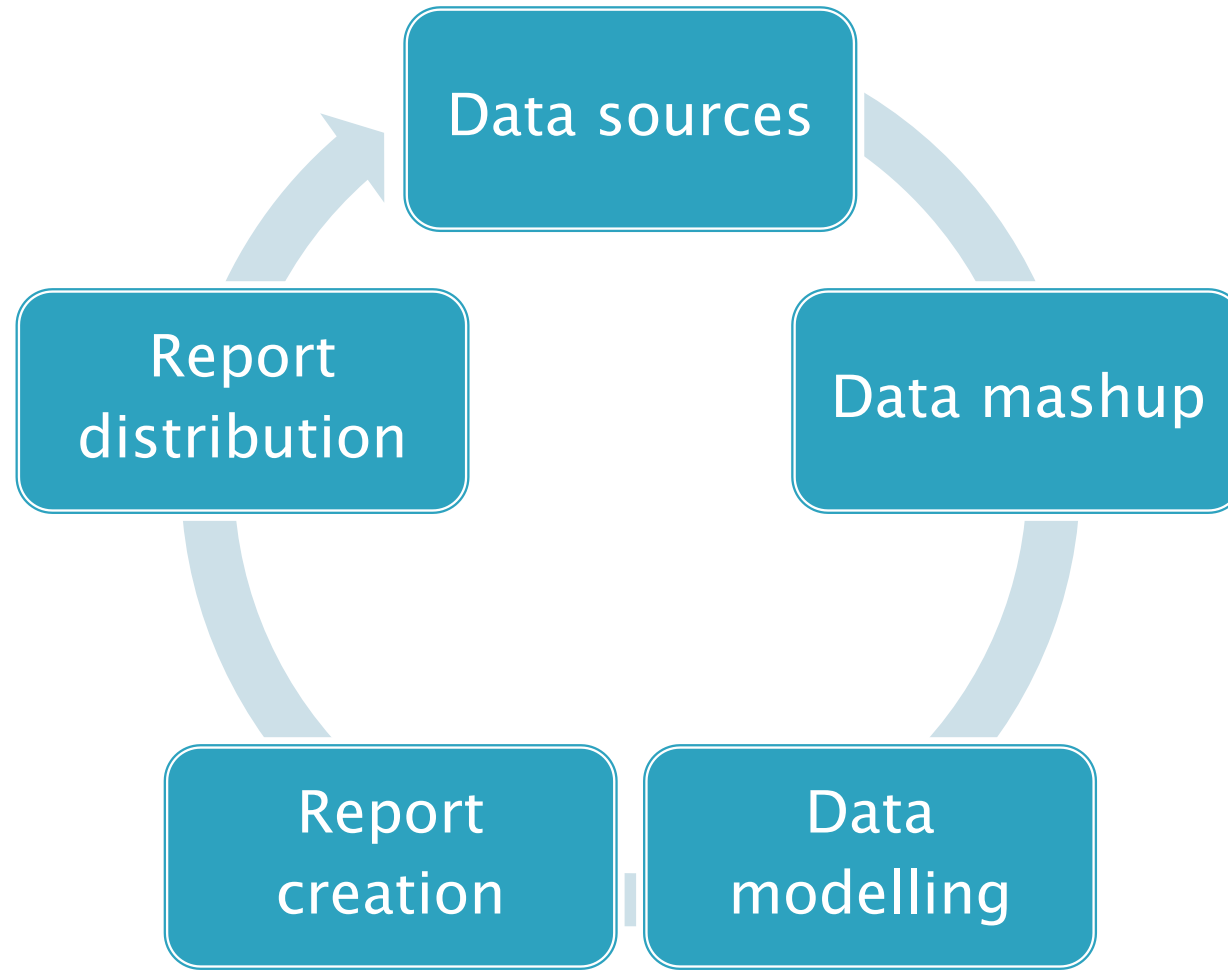 Data sources
Data mashup
Data
modelling
Report
creation
Report
distribution